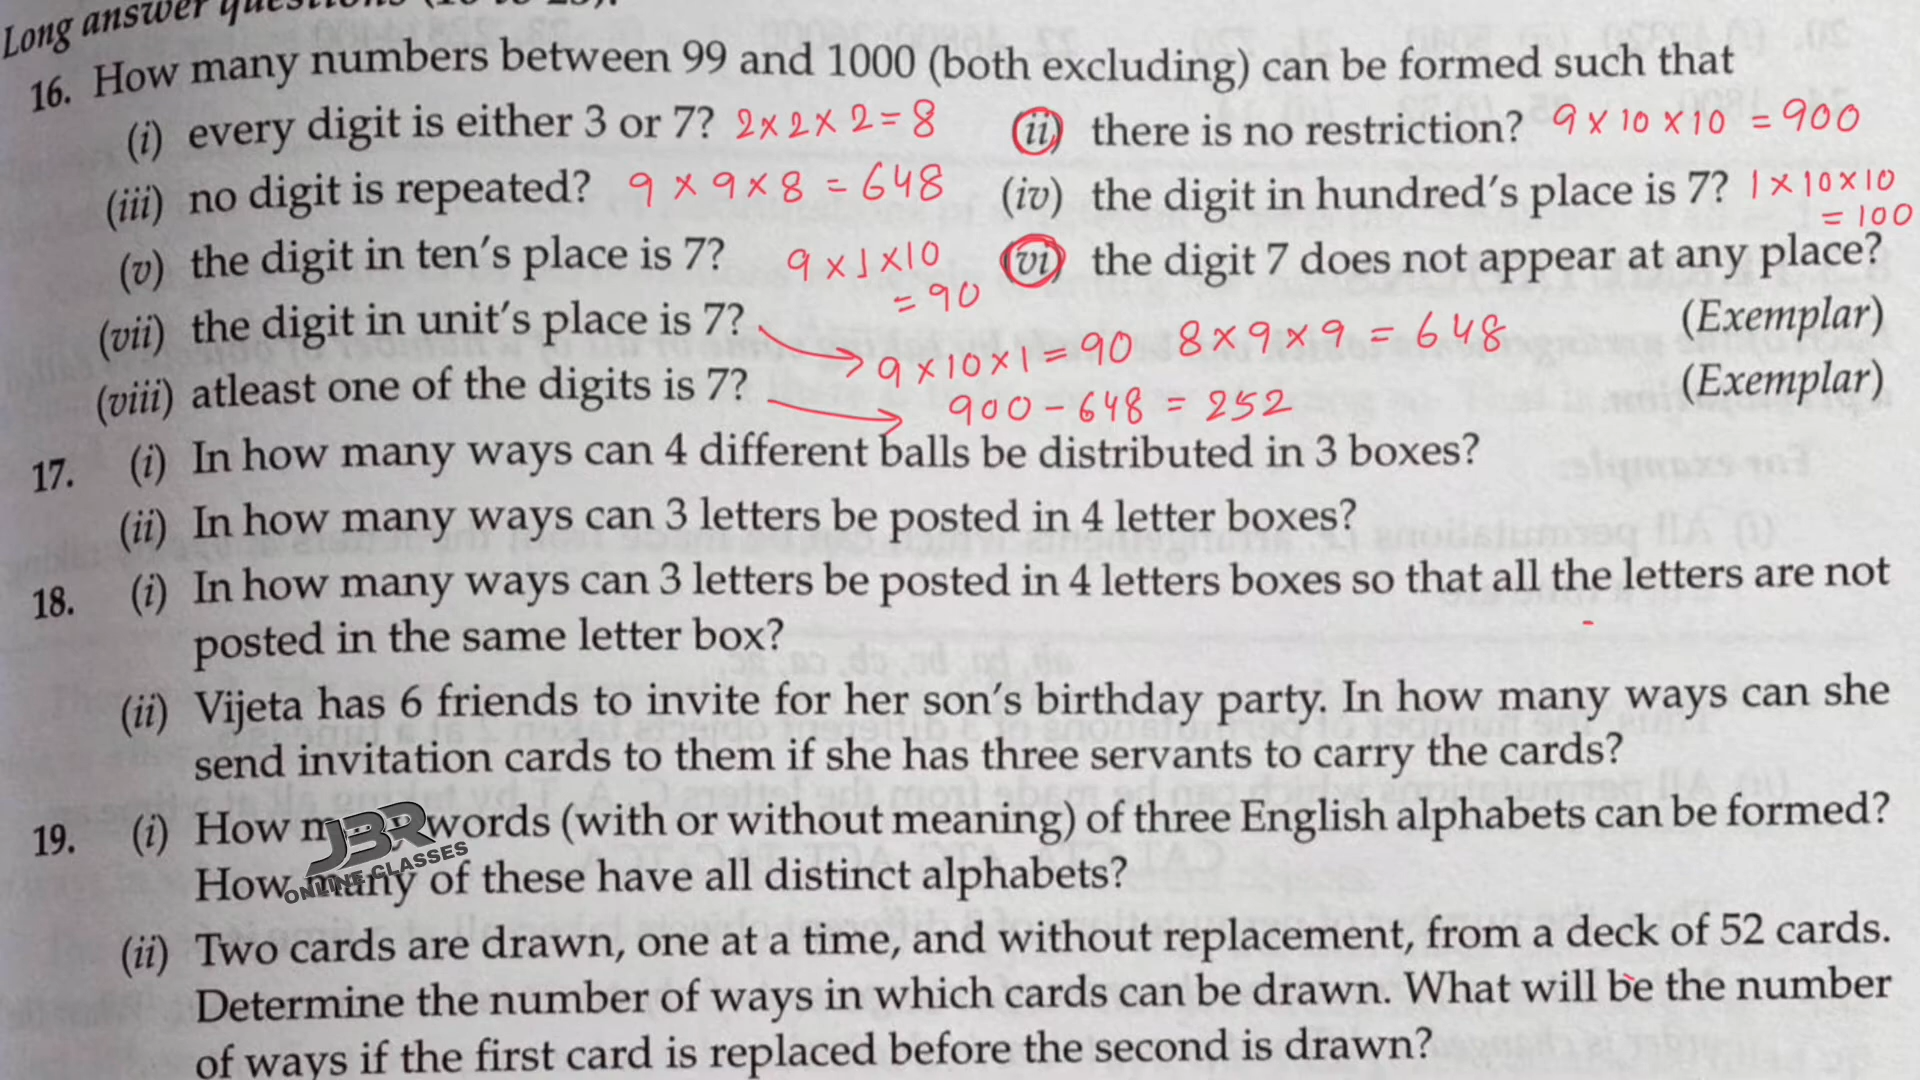 Long answer questions
16. How many numbers between 99 and 1000 (both excluding) can be formed such that
(i) every digit is either 3 or 7? 2 × 2 × 2 = 8 (ii) there is no restriction? 9 × 10 × 10 = 900
(iii) no digit is repeated? 9 × 9 × 8 = 648 (iv) the digit in hundred's place is 7? 1 × 10 × 10
= 100
(v) the digit in ten's place is 7? 9 × 1 × 10 (vi) the digit 7 does not appear at any place?
= 90
(Exemplar)
(vii) the digit in unit's place is 7? 9 × 10 × 1 = 90 8 × 9 × 9 = 648
(viii) atleast one of the digits is 7? 900 - 648 = 252 (Exemplar)
17. (i) In how many ways can 4 different balls be distributed in 3 boxes?
(ii) In how many ways can 3 letters be posted in 4 letter boxes?
18. (i) In how many ways can 3 letters be posted in 4 letters boxes so that all the letters are not
posted in the same letter box?
(ii) Vijeta has 6 friends to invite for her son's birthday party. In how many ways can she
send invitation cards to them if she has three servants to carry the cards?
19. (i) How many words (with or without meaning) of three English alphabets can be formed?
How many of these have all distinct alphabets?
JBR
ONLINE CLASSES
(ii) Two cards are drawn, one at a time, and without replacement, from a deck of 52 cards.
Determine the number of ways in which cards can be drawn. What will be the number
of ways if the first card is replaced before the second is drawn?